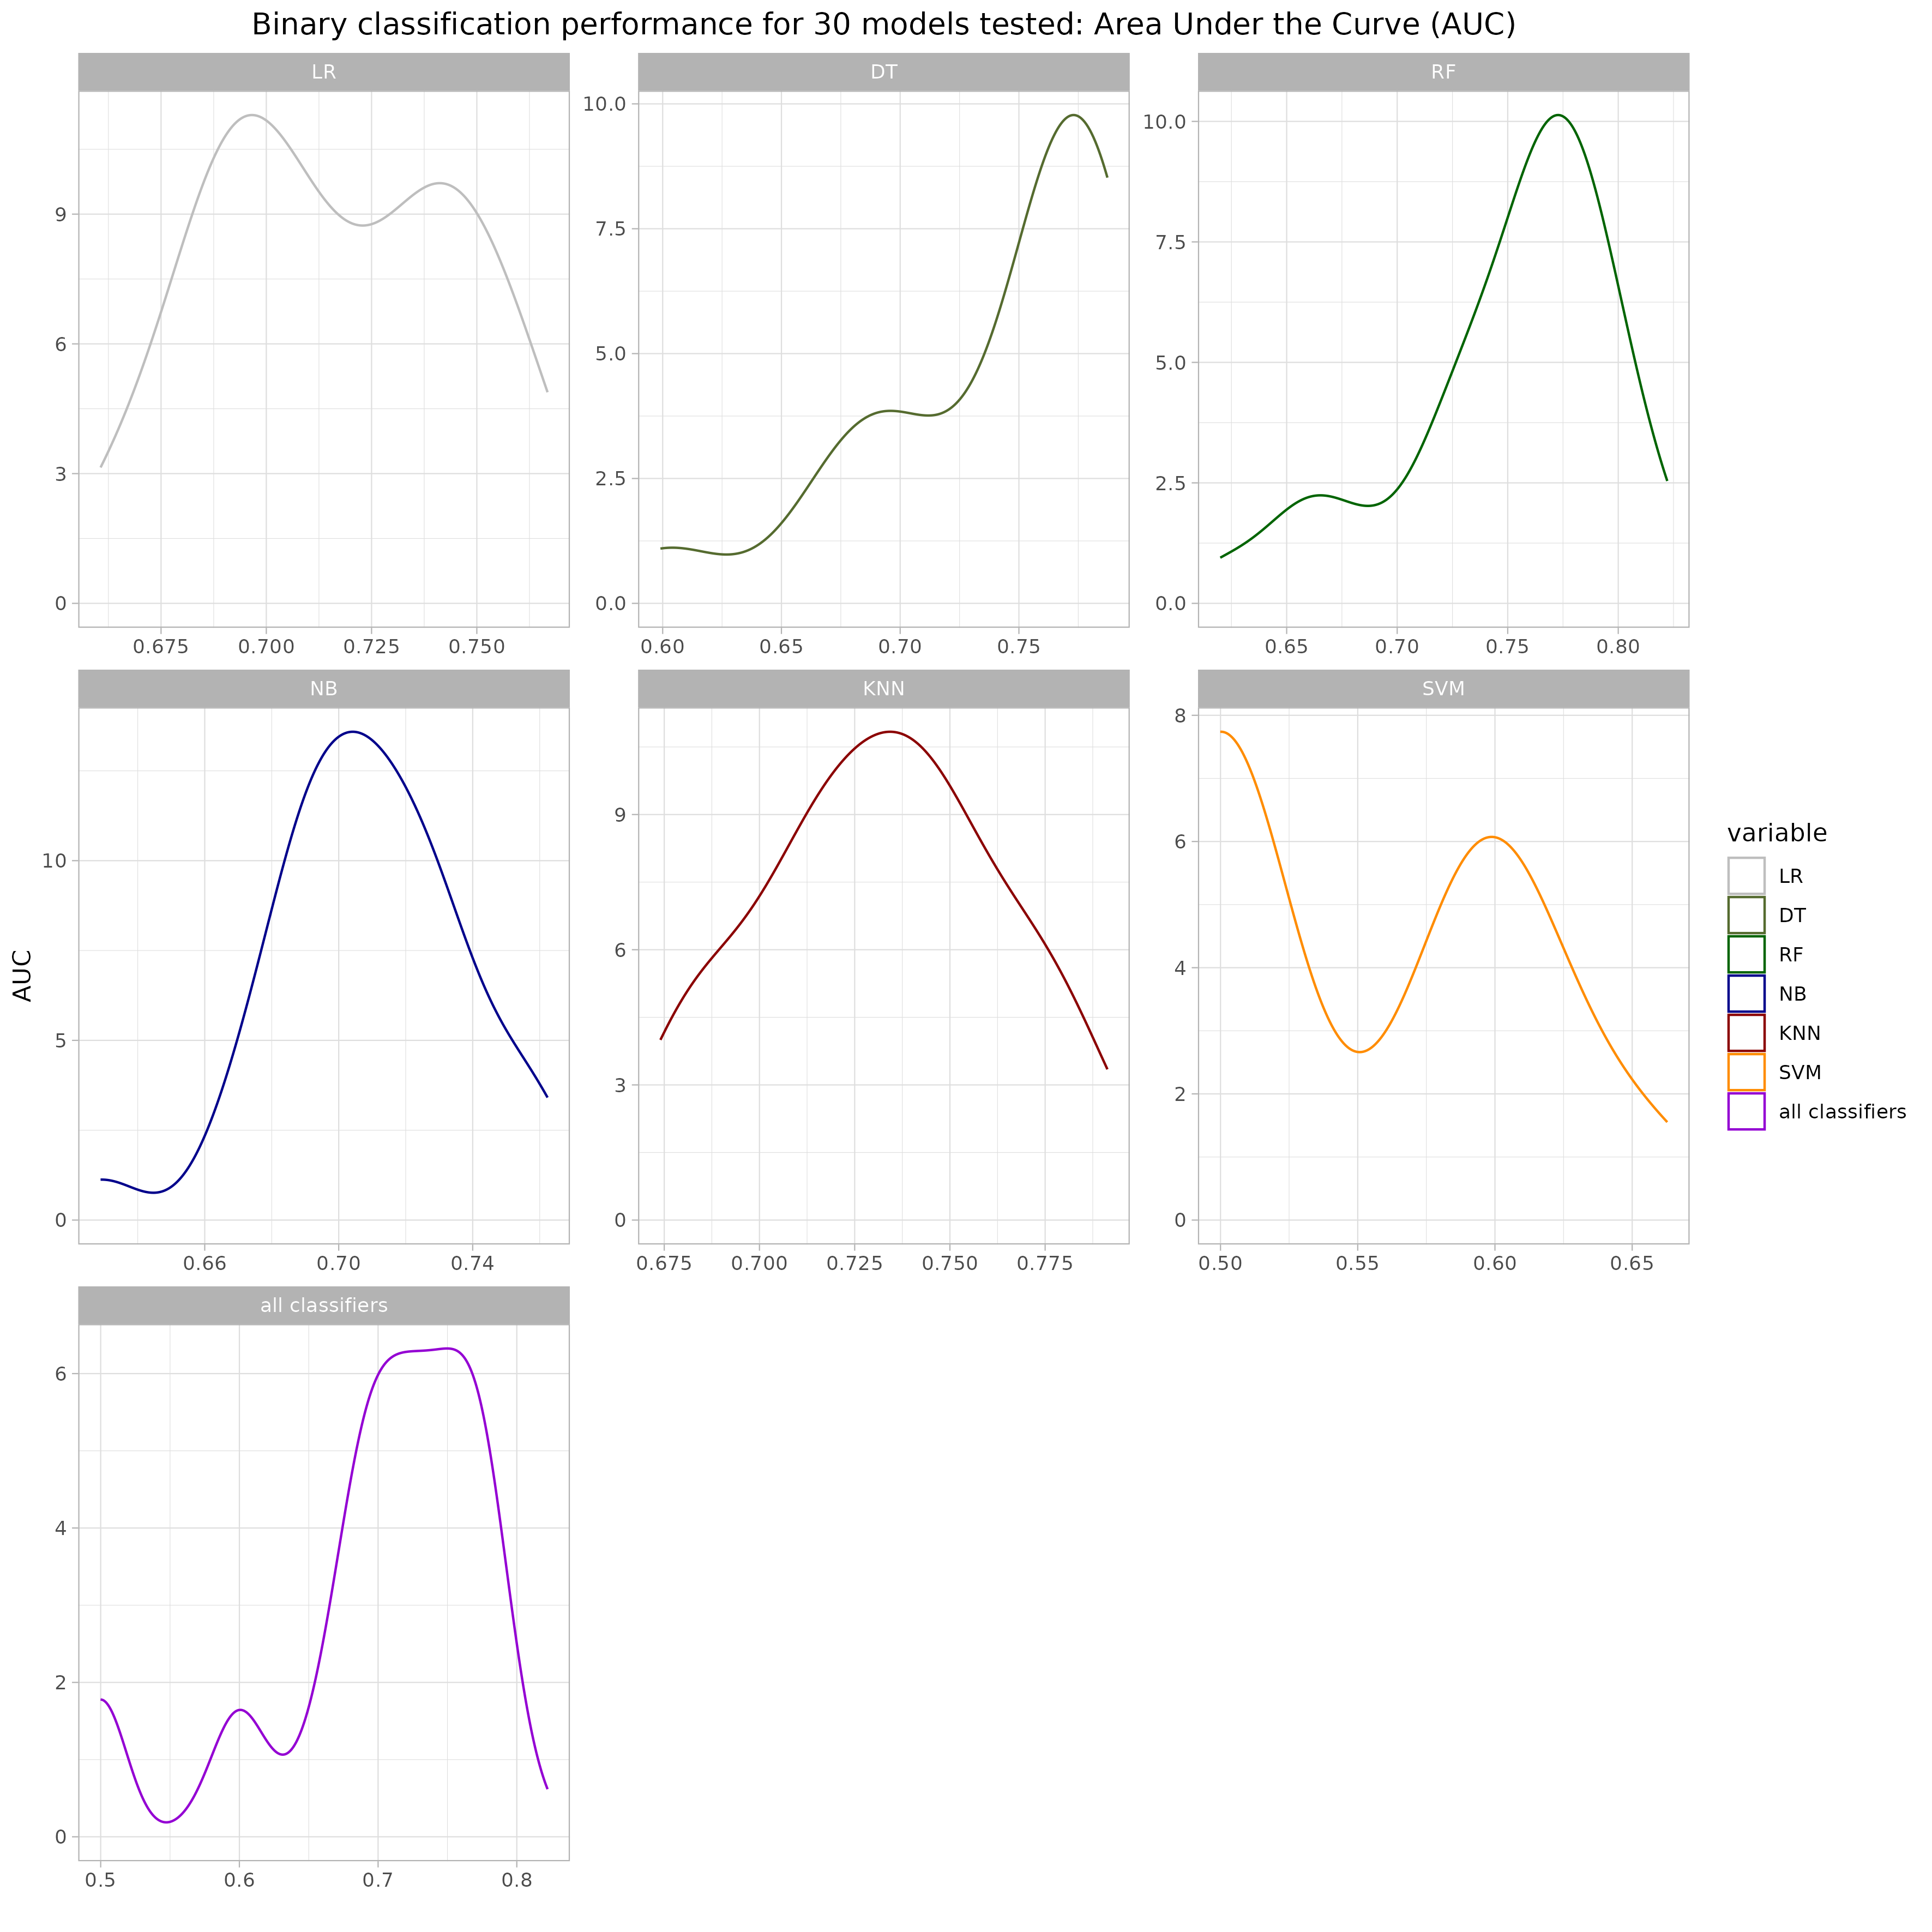 Binary classification performance for 30 models tested: Area Under the Curve (AUC)
LR
DT
RF
9
6
3
0
0.675 0.700 0.725 0.750
10.0
7.5
5.0
2.5
0.0
0.60 0.65 0.70 0.75
10.0
7.5
5.0
2.5
0.0
0.65 0.70 0.75 0.80
NB
KNN
SVM
10
5
0
0.66 0.70 0.74
9
6
3
0
0.675 0.700 0.725 0.750 0.775
8
6
4
2
0
0.50 0.55 0.60 0.65
all classifiers
6
4
2
0
0.5 0.6 0.7 0.8
AUC
variable
LR
DT
RF
NB
KNN
SVM
all classifiers